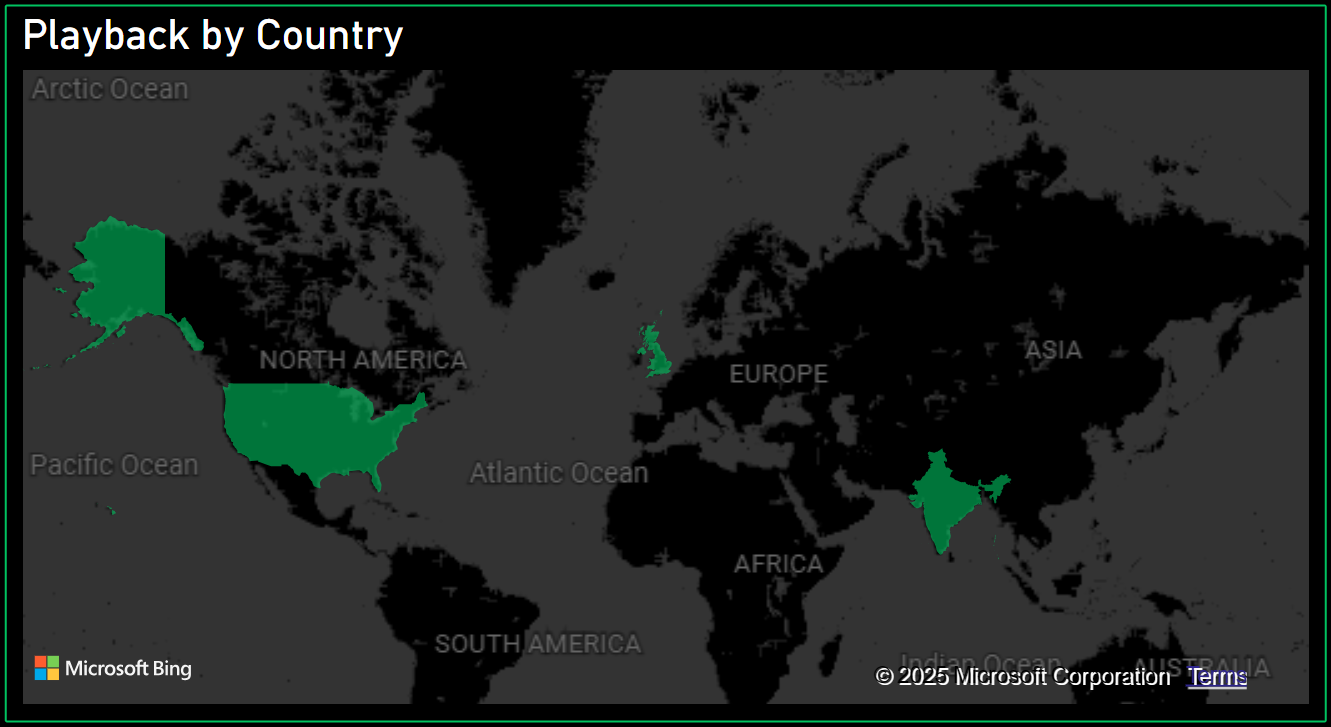 Playback by Country
Arctic Ocean
NORTH AMERICA
EUROPE
ASIA
Pacific Ocean
Atlantic Ocean
AFRICA
SOUTH AMERICA
Indian Ocean
AUSTRALIA
Microsoft Bing
© 2025 Microsoft Corporation Terms